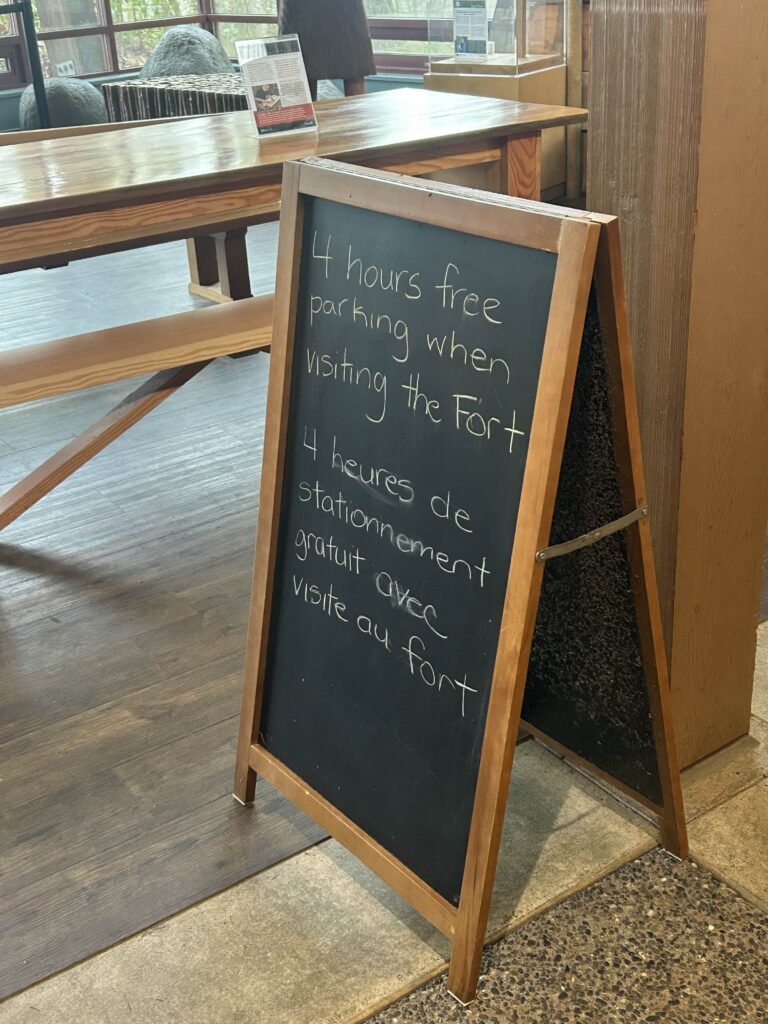 4 hours free
parking when
visiting the Fort
4 heures de
stationnement
gratuit avec
visite au fort